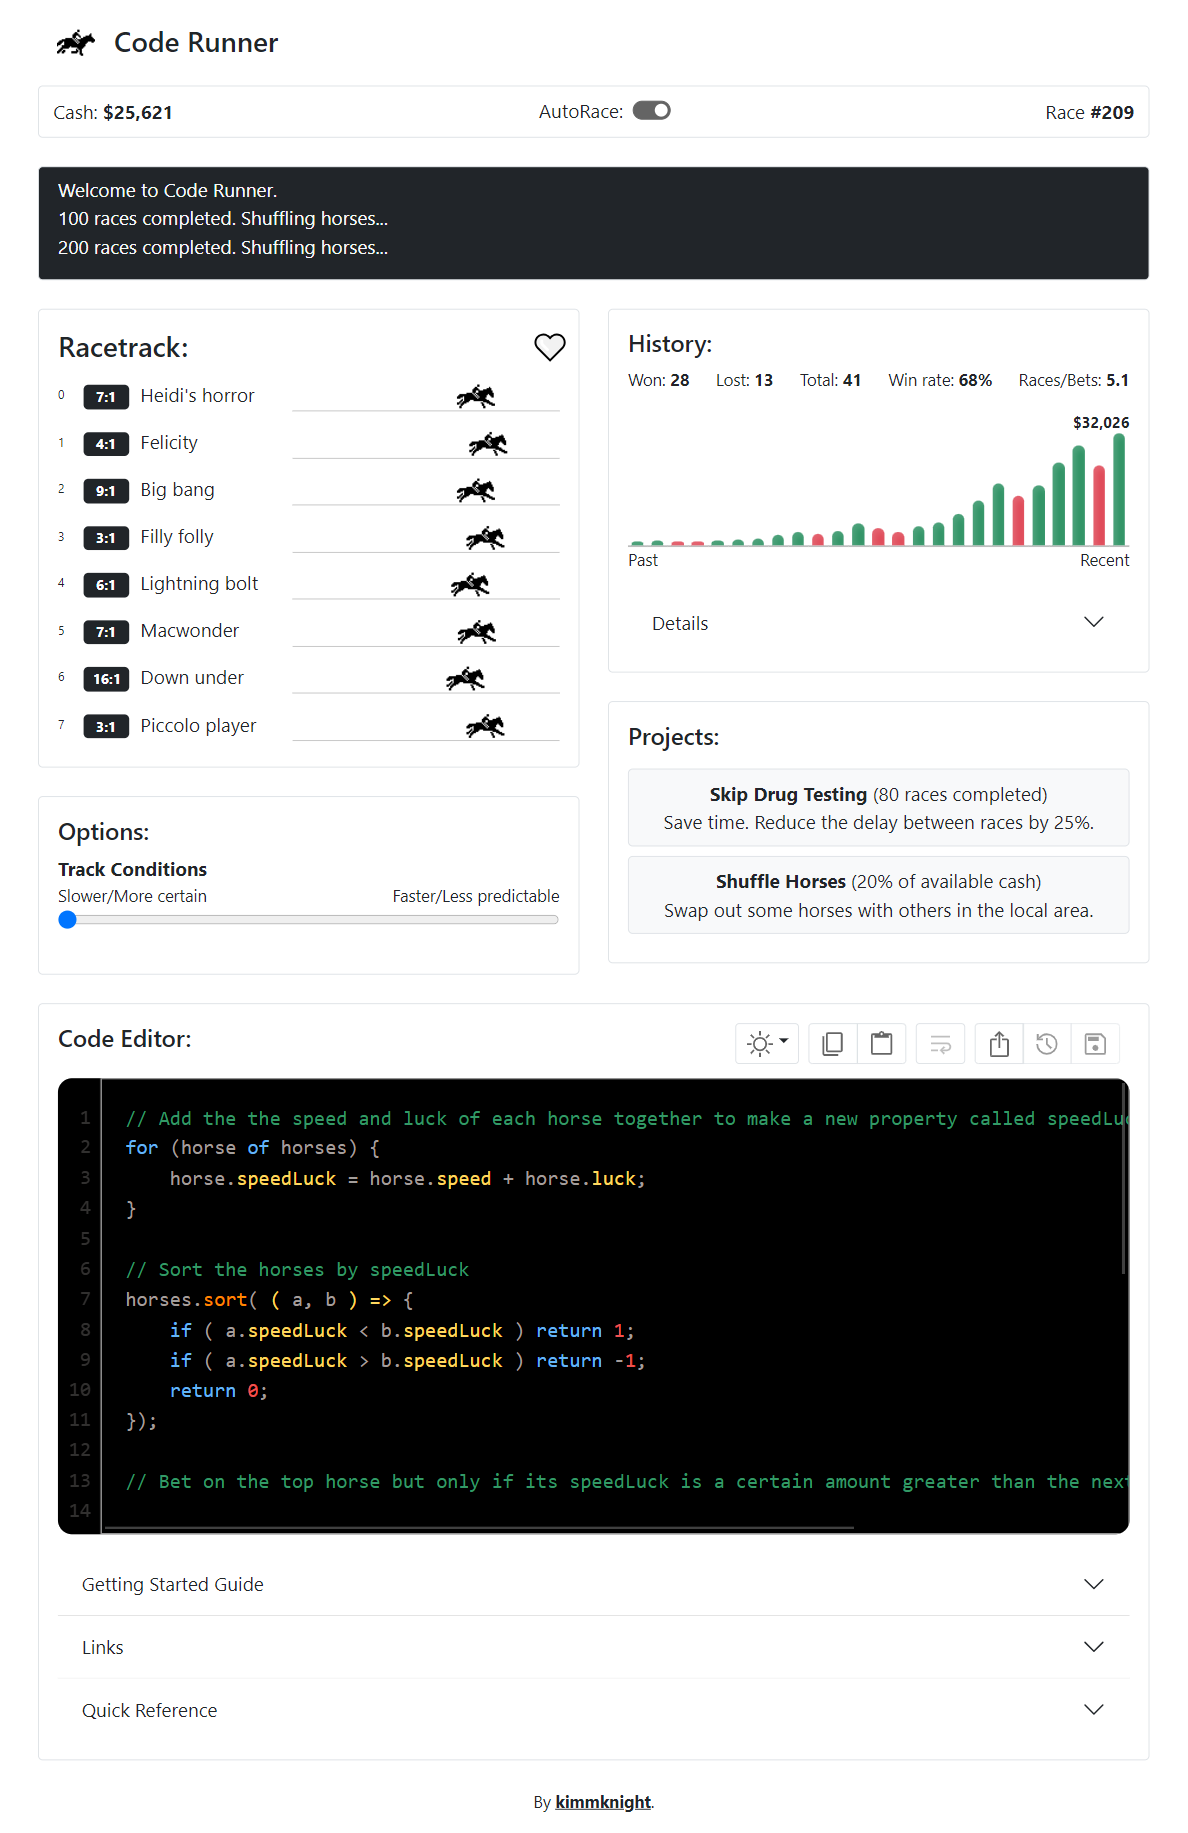 Code Runner
Cash: $25,621
AutoRace:
Race #209
Welcome to Code Runner.
100 races completed. Shuffling horses...
200 races completed. Shuffling horses...
Racetrack:
0 7:1 Heidi's horror
1 4:1 Felicity
2 9:1 Big bang
3 3:1 Filly folly
4 6:1 Lightning bolt
5 7:1 Macwonder
6 16:1 Down under
7 3:1 Piccolo player
Options:
Track Conditions
Slower/More certain Faster/Less predictable
History:
Won: 28 Lost: 13 Total: 41 Win rate: 68% Races/Bets: 5.1
$32,026
Past Recent
Details
Projects:
Skip Drug Testing (80 races completed)
Save time. Reduce the delay between races by 25%.
Shuffle Horses (20% of available cash)
Swap out some horses with others in the local area.
Code Editor:
1 // Add the the speed and luck of each horse together to make a new property called speedLu
2 for (horse of horses) {
3 horse.speedLuck = horse.speed + horse.luck;
4 }
5
6 // Sort the horses by speedLuck
7 horses.sort( ( a, b ) => {
8 if ( a.speedLuck < b.speedLuck ) return 1;
9 if ( a.speedLuck > b.speedLuck ) return -1;
10 return 0;
11 });
12
13 // Bet on the top horse but only if its speedLuck is a certain amount greater than the next
14
Getting Started Guide
Links
Quick Reference
By kimmknight.